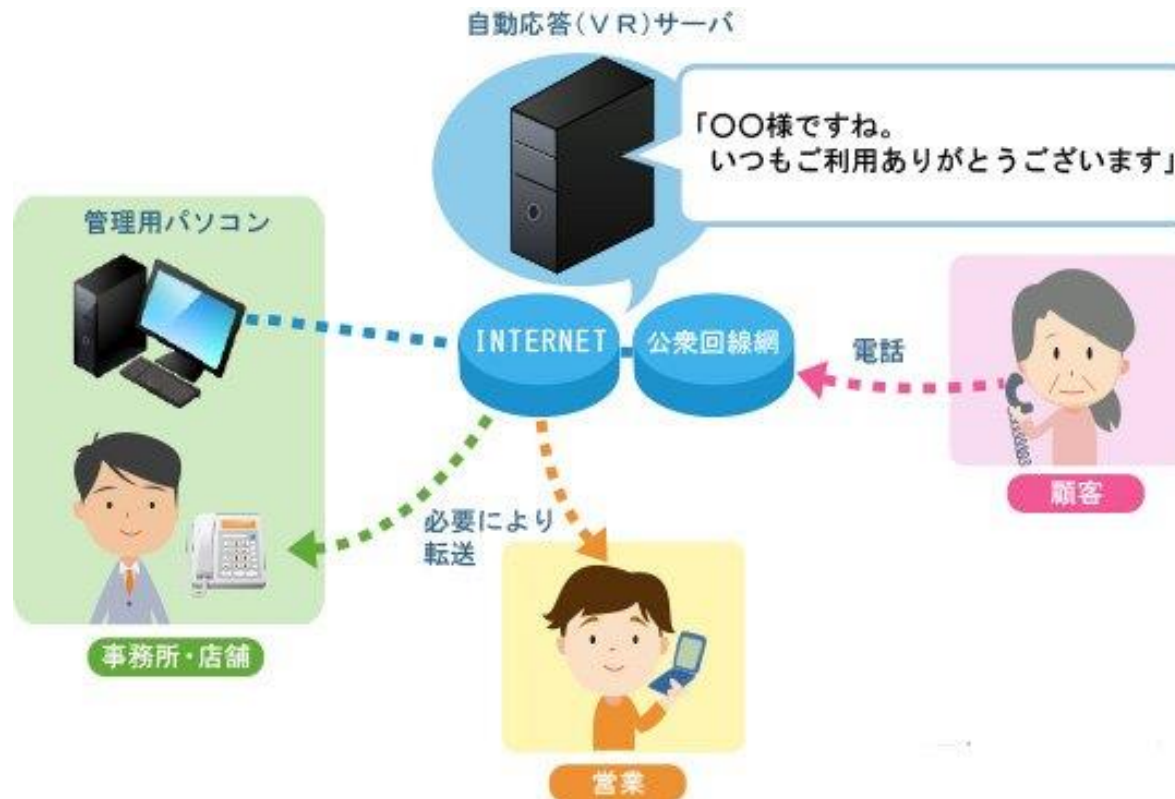 自動応答(ＶＲ)サーバ
「〇〇様ですね。
いつもご利用ありがとうございます」
管理用パソコン
INTERNET
公衆回線網
電話
顧客
必要により
転送
事務所・店舗
営業